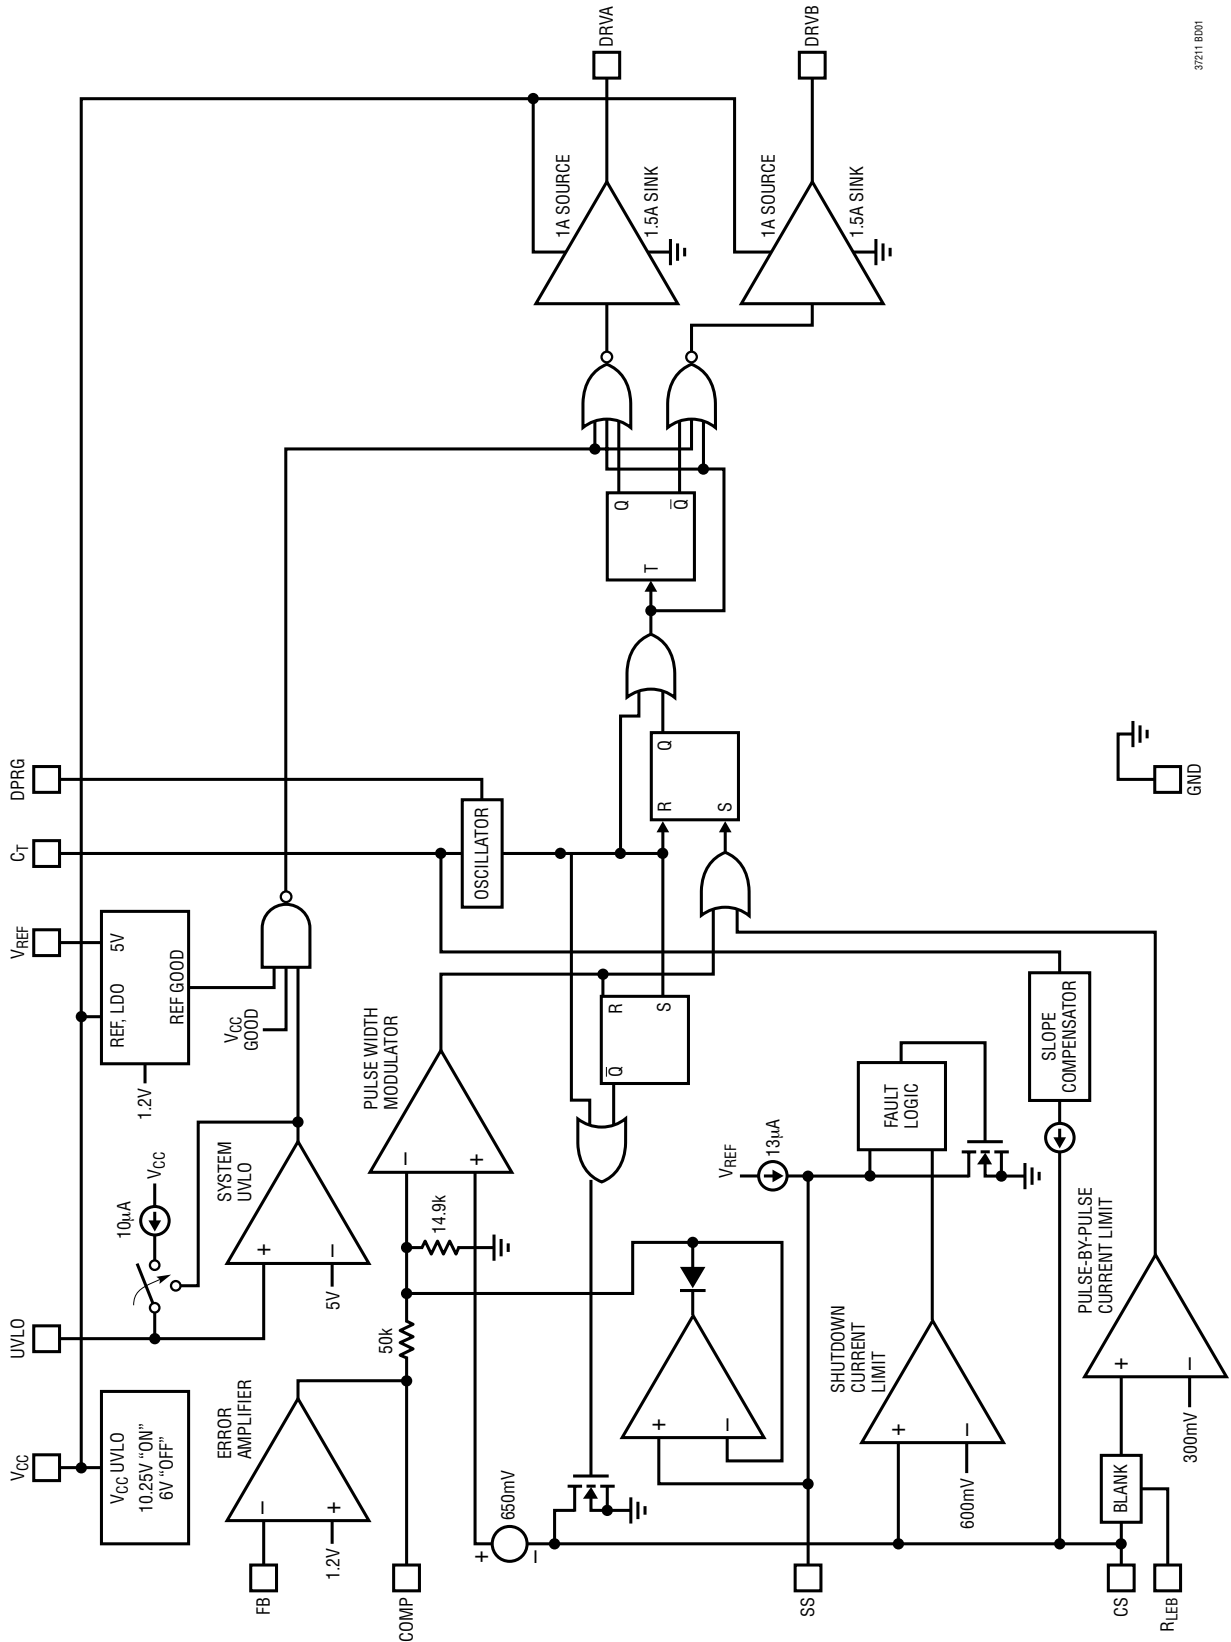 VCC
UVLO
VREF
CT
DPRG
VCC UVLO
10.25V “ON”
6V “OFF”
10µA
VCC
1.2V
REF, LDO
5V
REF GOOD
SYSTEM
UVLO
+
–
5V
VCC
GOOD
OSCILLATOR
FB
ERROR
AMPLIFIER
–
+
1.2V
COMP
50k
14.9k
PULSE WIDTH
MODULATOR
–
+
+
650mV
–
R
S
Q
R
S
Q
T
Q
Q
1A SOURCE
1.5A SINK
DRVA
1A SOURCE
1.5A SINK
DRVB
SS
+
–
VREF
13µA
FAULT
LOGIC
SHUTDOWN
CURRENT
LIMIT
+
–
600mV
SLOPE
COMPENSATOR
CS
RLEB
BLANK
PULSE-BY-PULSE
CURRENT LIMIT
+
–
300mV
GND
37211 BD01